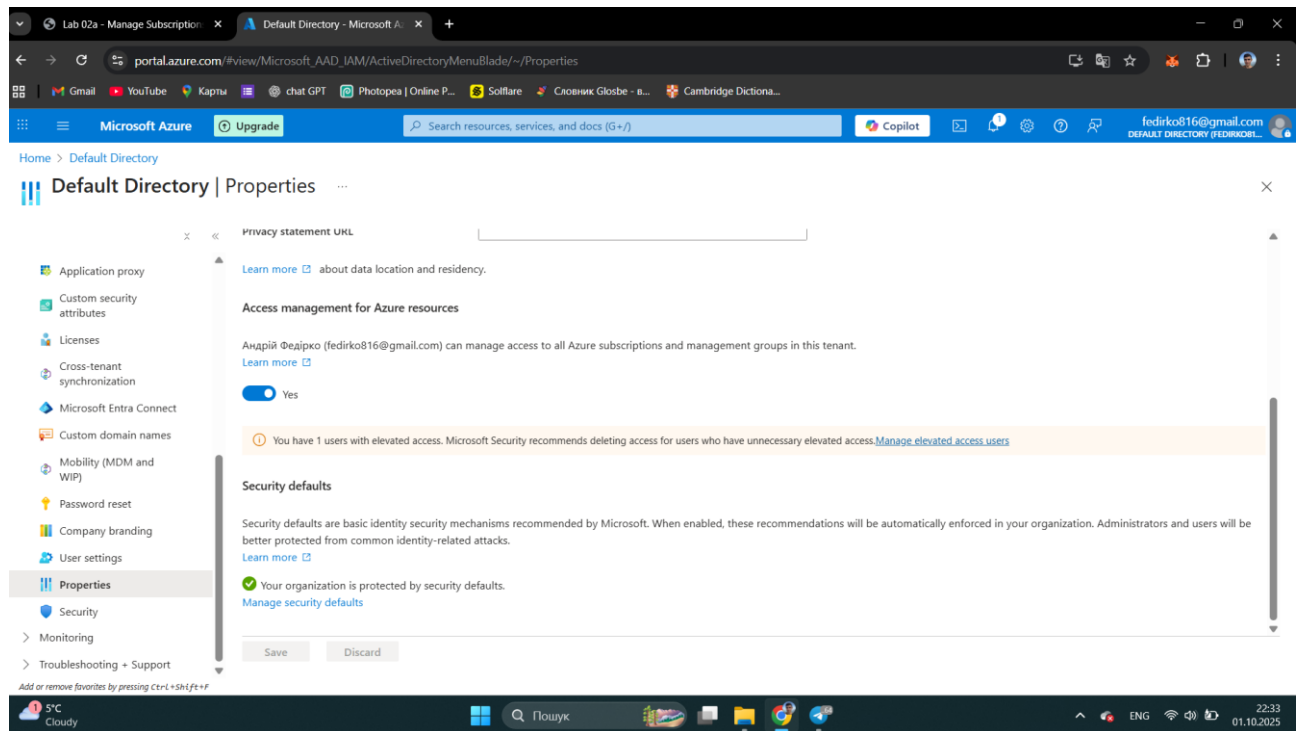 Lab 02a - Manage Subscription
Default Directory - Microsoft A
portal.azure.com/#view/Microsoft_AAD_IAM/ActiveDirectoryMenuBlade/~/Properties
Gmail YouTube Карты chat GPT Photopea | Online P... Solflare Словник Glosbe - в... Cambridge Dictiona...
Microsoft Azure Upgrade Search resources, services, and docs (G+/) Copilot fedirko816@gmail.com
DEFAULT DIRECTORY (FEDIRKO81...
Home > Default Directory
Default Directory | Properties ...
Privacy statement URL
Application proxy
Custom security
attributes
Licenses
Cross-tenant
synchronization
Microsoft Entra Connect
Custom domain names
Mobility (MDM and
WIP)
Password reset
Company branding
User settings
Properties
Security
Monitoring
Troubleshooting + Support
Add or remove favorites by pressing Ctrl+Shift+F
Learn more about data location and residency.
Access management for Azure resources
Андрій Федірко (fedirko816@gmail.com) can manage access to all Azure subscriptions and management groups in this tenant.
Learn more
Yes
You have 1 users with elevated access. Microsoft Security recommends deleting access for users who have unnecessary elevated access.Manage elevated access users
Security defaults
Security defaults are basic identity security mechanisms recommended by Microsoft. When enabled, these recommendations will be automatically enforced in your organization. Administrators and users will be
better protected from common identity-related attacks.
Learn more
Your organization is protected by security defaults.
Manage security defaults
Save Discard
1
5°C
Cloudy
Пошук
ENG
22:33
01.10.2025